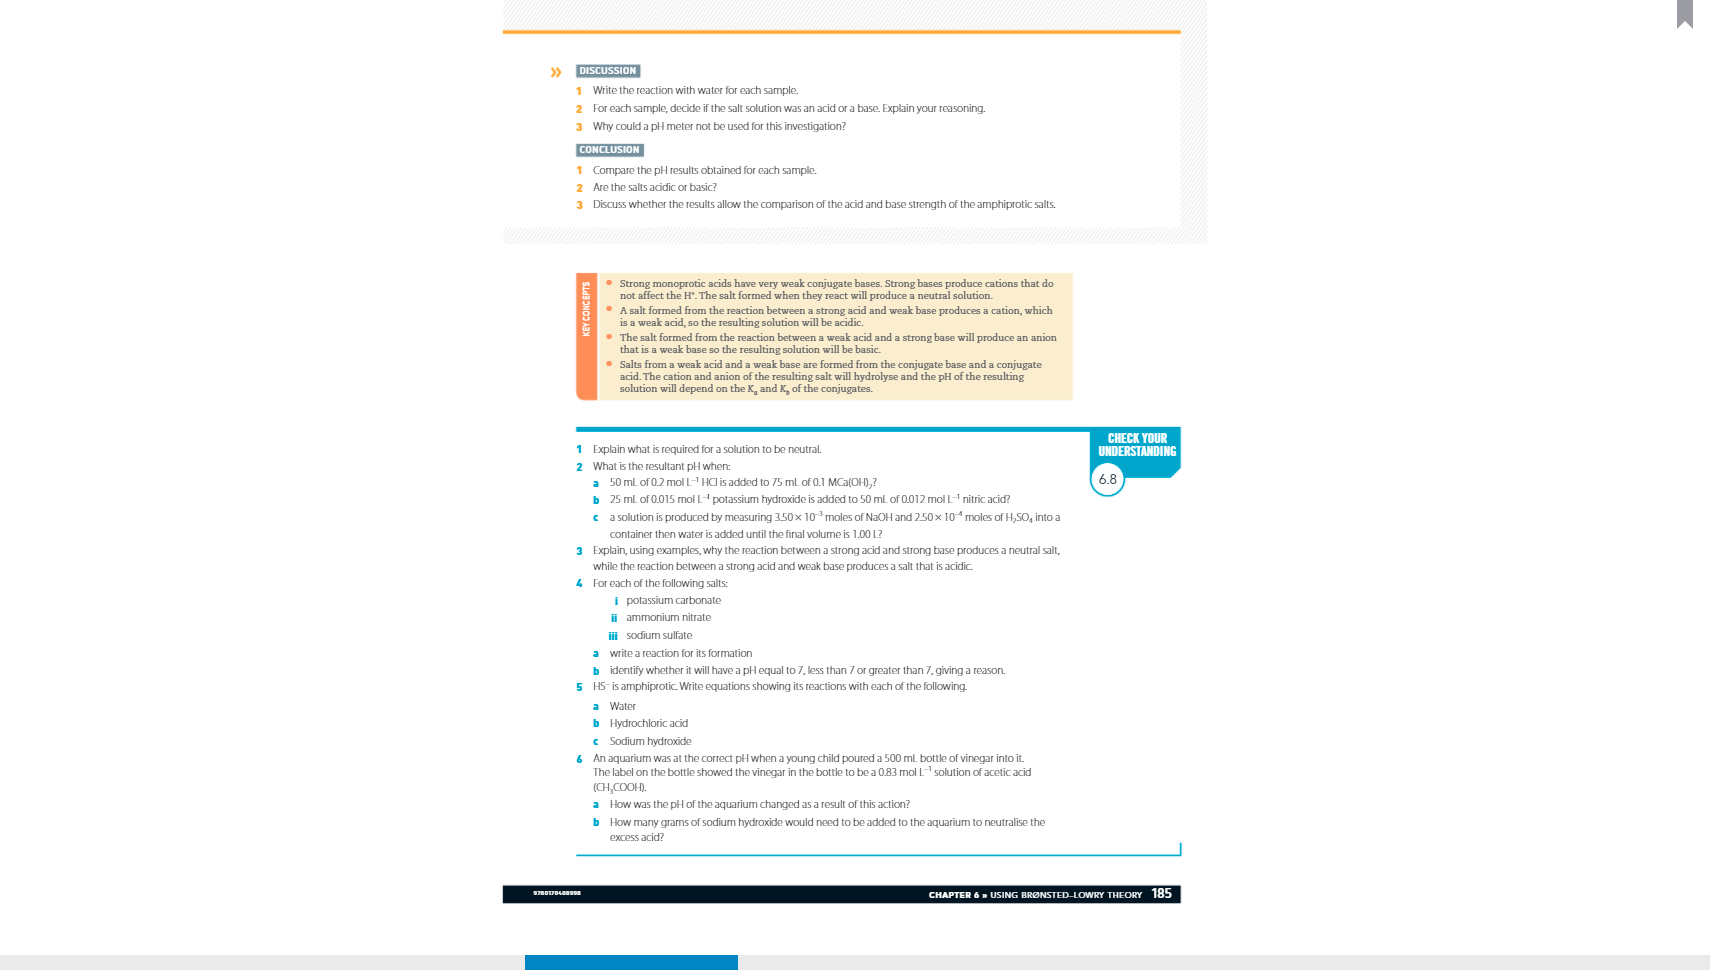 » DISCUSSION
1 Write the reaction with water for each sample.
2 For each sample, decide if the salt solution was an acid or a base. Explain your reasoning.
3 Why could a pH meter not be used for this investigation?
CONCLUSION
1 Compare the pH results obtained for each sample.
2 Are the salts acidic or basic?
3 Discuss whether the results allow the comparison of the acid and base strength of the amphiprotic salts.
KEY CONCEPTS
• Strong monoprotic acids have very weak conjugate bases. Strong bases produce cations that do
not affect the H⁺. The salt formed when they react will produce a neutral solution.
• A salt formed from the reaction between a strong acid and weak base produces a cation, which
is a weak acid, so the resulting solution will be acidic.
• The salt formed from the reaction between a weak acid and a strong base will produce an anion
that is a weak base so the resulting solution will be basic.
• Salts from a weak acid and a weak base are formed from the conjugate base and a conjugate
acid. The cation and anion of the resulting salt will hydrolyse and the pH of the resulting
solution will depend on the Kₐ and K_b of the conjugates.
CHECK YOUR
UNDERSTANDING
6.8
1 Explain what is required for a solution to be neutral.
2 What is the resultant pH when:
a 50 mL of 0.2 mol L⁻¹ HCl is added to 75 mL of 0.1 MCa(OH)₂?
b 25 mL of 0.015 mol L⁻¹ potassium hydroxide is added to 50 mL of 0.012 mol L⁻¹ nitric acid?
c a solution is produced by measuring 3.50 × 10⁻³ moles of NaOH and 2.50 × 10⁻⁴ moles of H₂SO₄ into a
container then water is added until the final volume is 1.00 L?
3 Explain, using examples, why the reaction between a strong acid and strong base produces a neutral salt,
while the reaction between a strong acid and weak base produces a salt that is acidic.
4 For each of the following salts:
i potassium carbonate
ii ammonium nitrate
iii sodium sulfate
a write a reaction for its formation
b identify whether it will have a pH equal to 7, less than 7 or greater than 7, giving a reason.
5 HS⁻ is amphiprotic. Write equations showing its reactions with each of the following.
a Water
b Hydrochloric acid
c Sodium hydroxide
6 An aquarium was at the correct pH when a young child poured a 500 mL bottle of vinegar into it.
The label on the bottle showed the vinegar in the bottle to be a 0.83 mol L⁻¹ solution of acetic acid
(CH₃COOH).
a How was the pH of the aquarium changed as a result of this action?
b How many grams of sodium hydroxide would need to be added to the aquarium to neutralise the
excess acid?
9780170408998 CHAPTER 6 » USING BRØNSTED–LOWRY THEORY 185